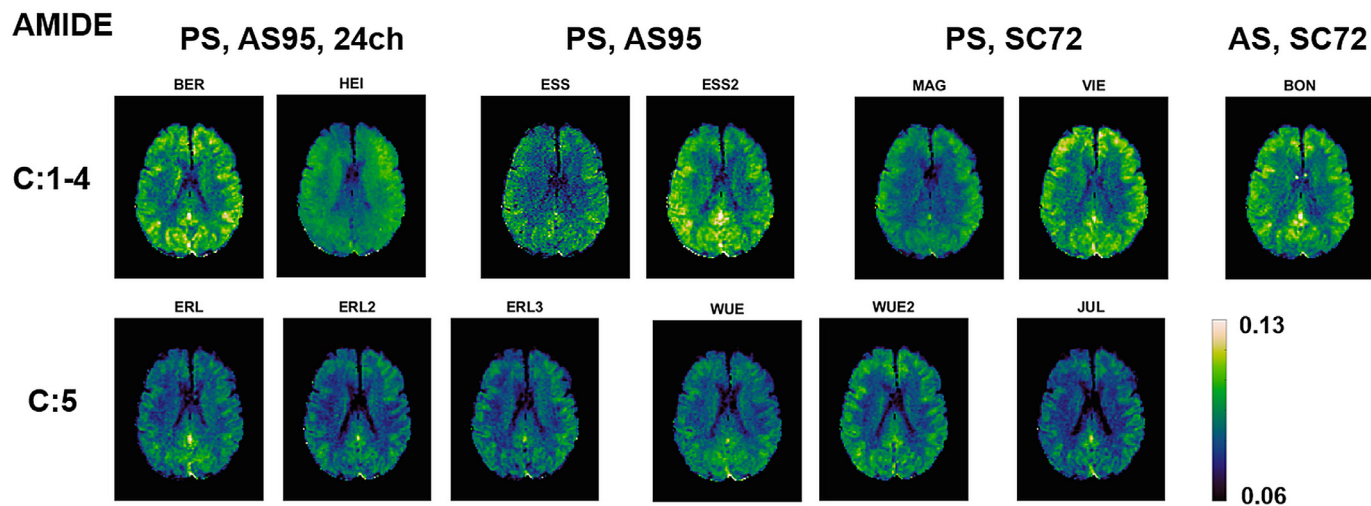 AMIDE
PS, AS95, 24ch
PS, AS95
PS, SC72
AS, SC72
BER
HEI
ESS
ESS2
MAG
VIE
BON
C:1-4
ERL
ERL2
ERL3
WUE
WUE2
JUL
C:5
0.13
0.06